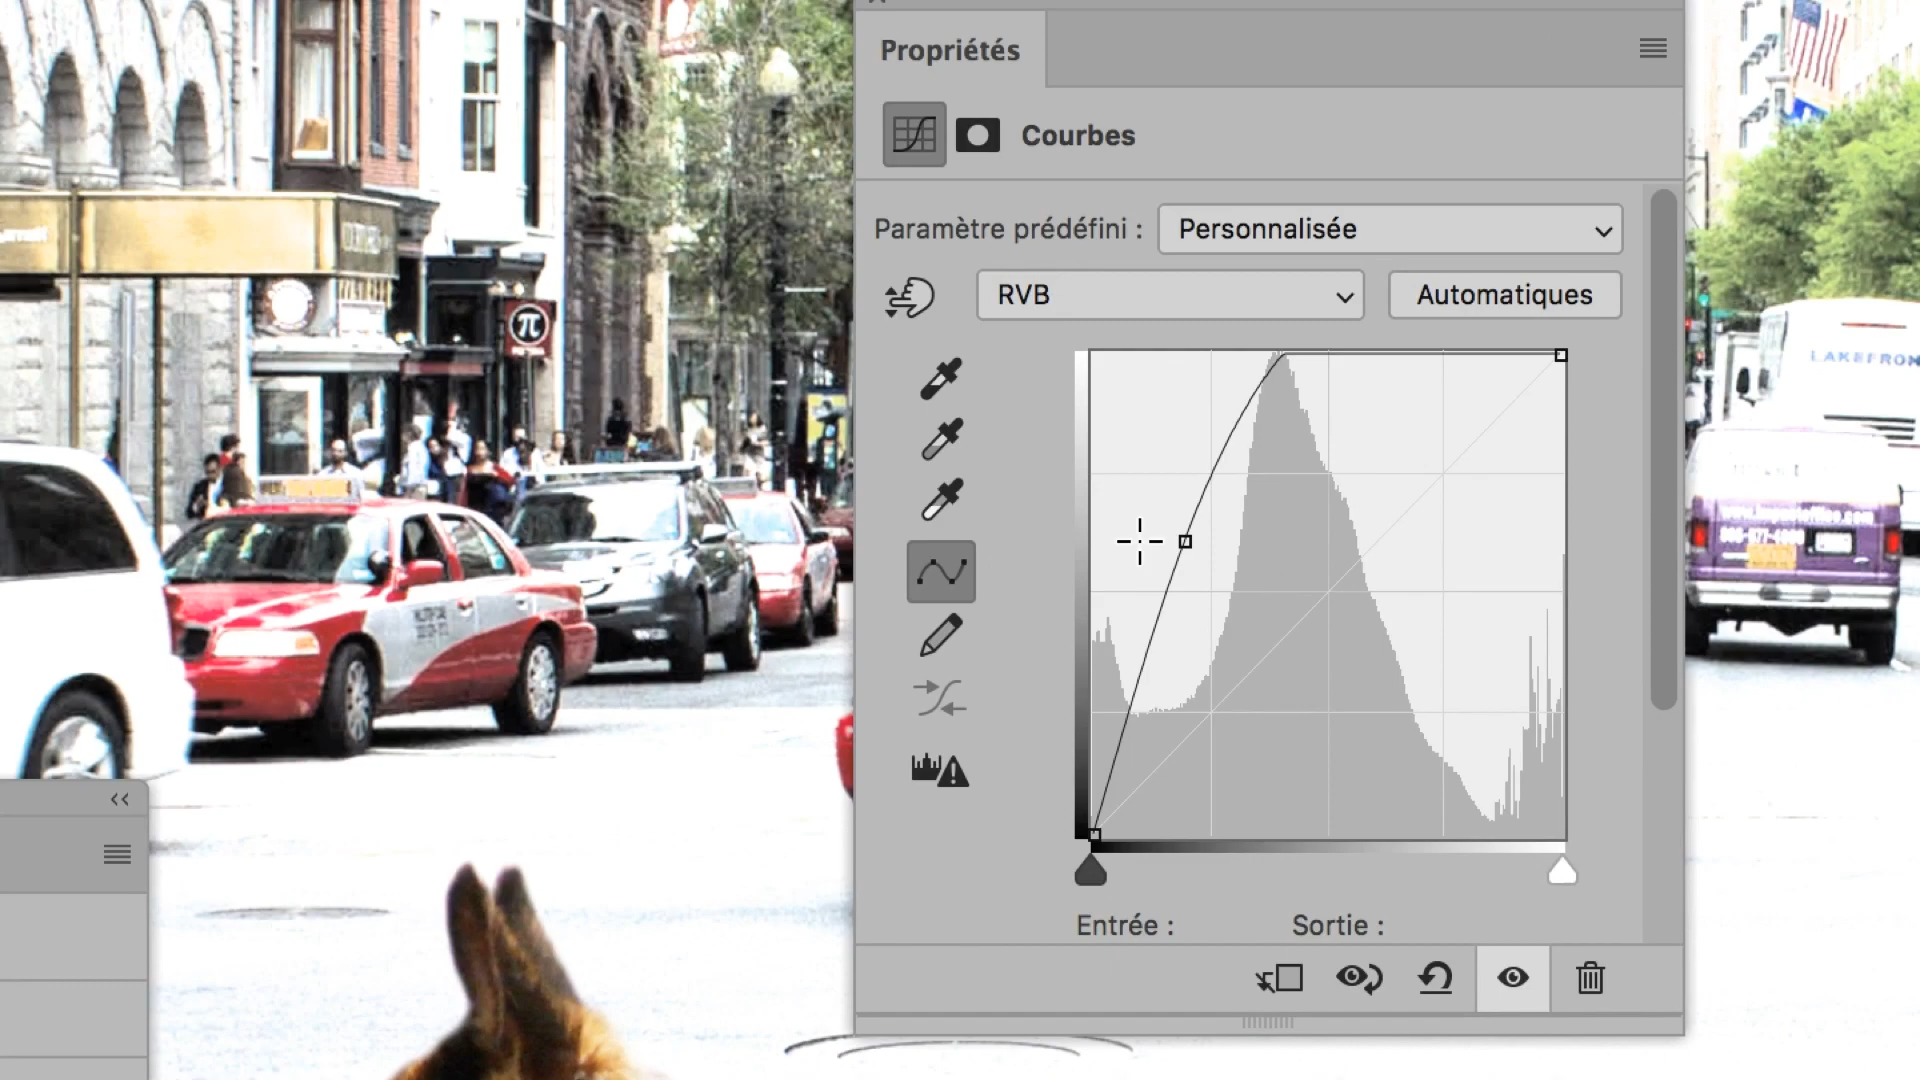 Propriétés
Courbes
Paramètre prédéfini : Personnalisée
RVB
Automatiques
Entrée :
Sortie :
π
LAKEFRON